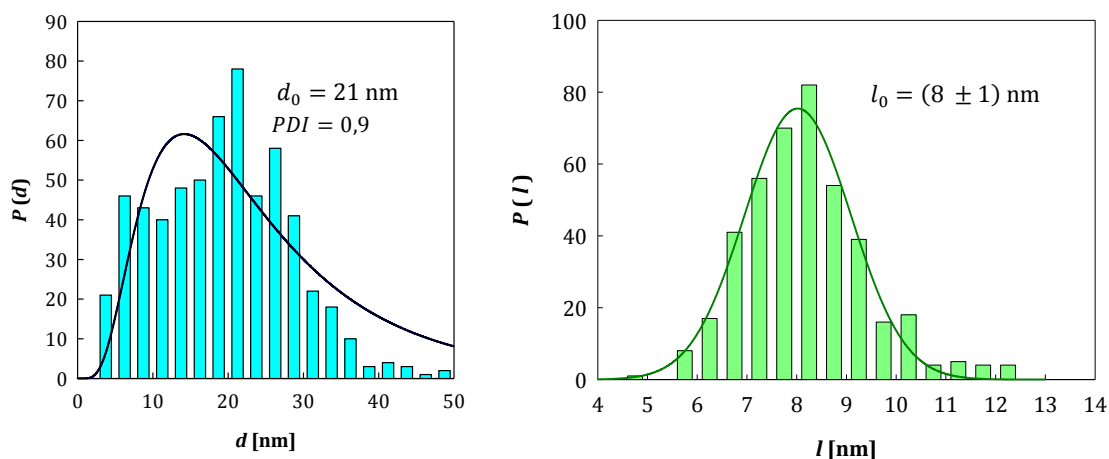 90
80
70
60
50
40
30
20
10
0
P (d)
d₀ = 21 nm
PDI = 0,9
0 10 20 30 40 50
d [nm]
100
80
60
40
20
0
P ( l )
l₀ = (8 ± 1) nm
4 5 6 7 8 9 10 11 12 13 14
l [nm]